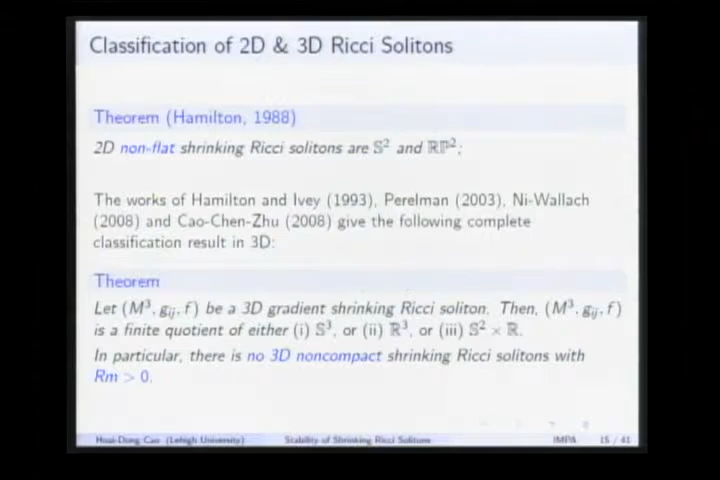 Classification of 2D & 3D Ricci Solitons
Theorem (Hamilton, 1988)
2D non-flat shrinking Ricci solitons are 𝕊² and ℝℙ²;
The works of Hamilton and Ivey (1993), Perelman (2003), Ni-Wallach
(2008) and Cao-Chen-Zhu (2008) give the following complete
classification result in 3D:
Theorem
Let (M³, gij, f) be a 3D gradient shrinking Ricci soliton. Then, (M³, gij, f)
is a finite quotient of either (i) 𝕊³, or (ii) ℝ³, or (iii) 𝕊² × ℝ.
In particular, there is no 3D noncompact shrinking Ricci solitons with
Rm > 0.
Huai-Dong Cao (Lehigh University) Stability of Shrinking Ricci Solitons IMPA 15 / 41